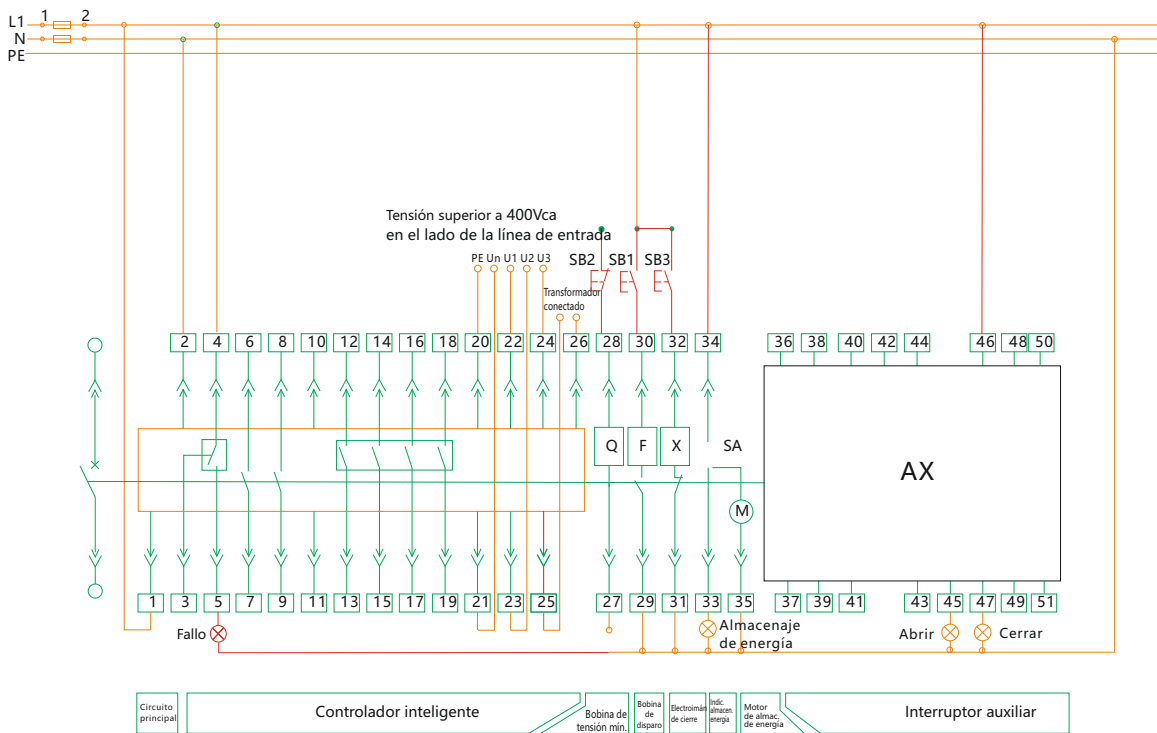 L1 1 2
N
PE
Tensión superior a 400Vca
en el lado de la línea de entrada
PE Un U1 U2 U3
SB2 SB1 SB3
Transformador
conectado
2 4 6 8 10 12 14 16 18 20 22 24 26 28 30 32 34 36 38 40 42 44 46 48 50
Q F X SA
M
AX
1 3 5 7 9 11 13 15 17 19 21 23 25 27 29 31 33 35 37 39 41 43 45 47 49 51
Fallo
Almacenaje
de energía
Abrir
Cerrar
Circuito
principal
Controlador inteligente
Bobina de
tensión mín.
Bobina
de
disparo
Electroimán
de cierre
Indic.
almacen.
energía
Motor
de almac.
de energía
Interruptor auxiliar